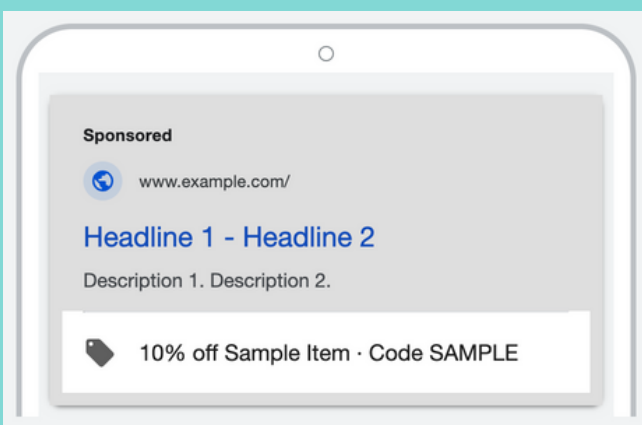 Sponsored
www.example.com/
Headline 1 - Headline 2
Description 1. Description 2.
10% off Sample Item · Code SAMPLE